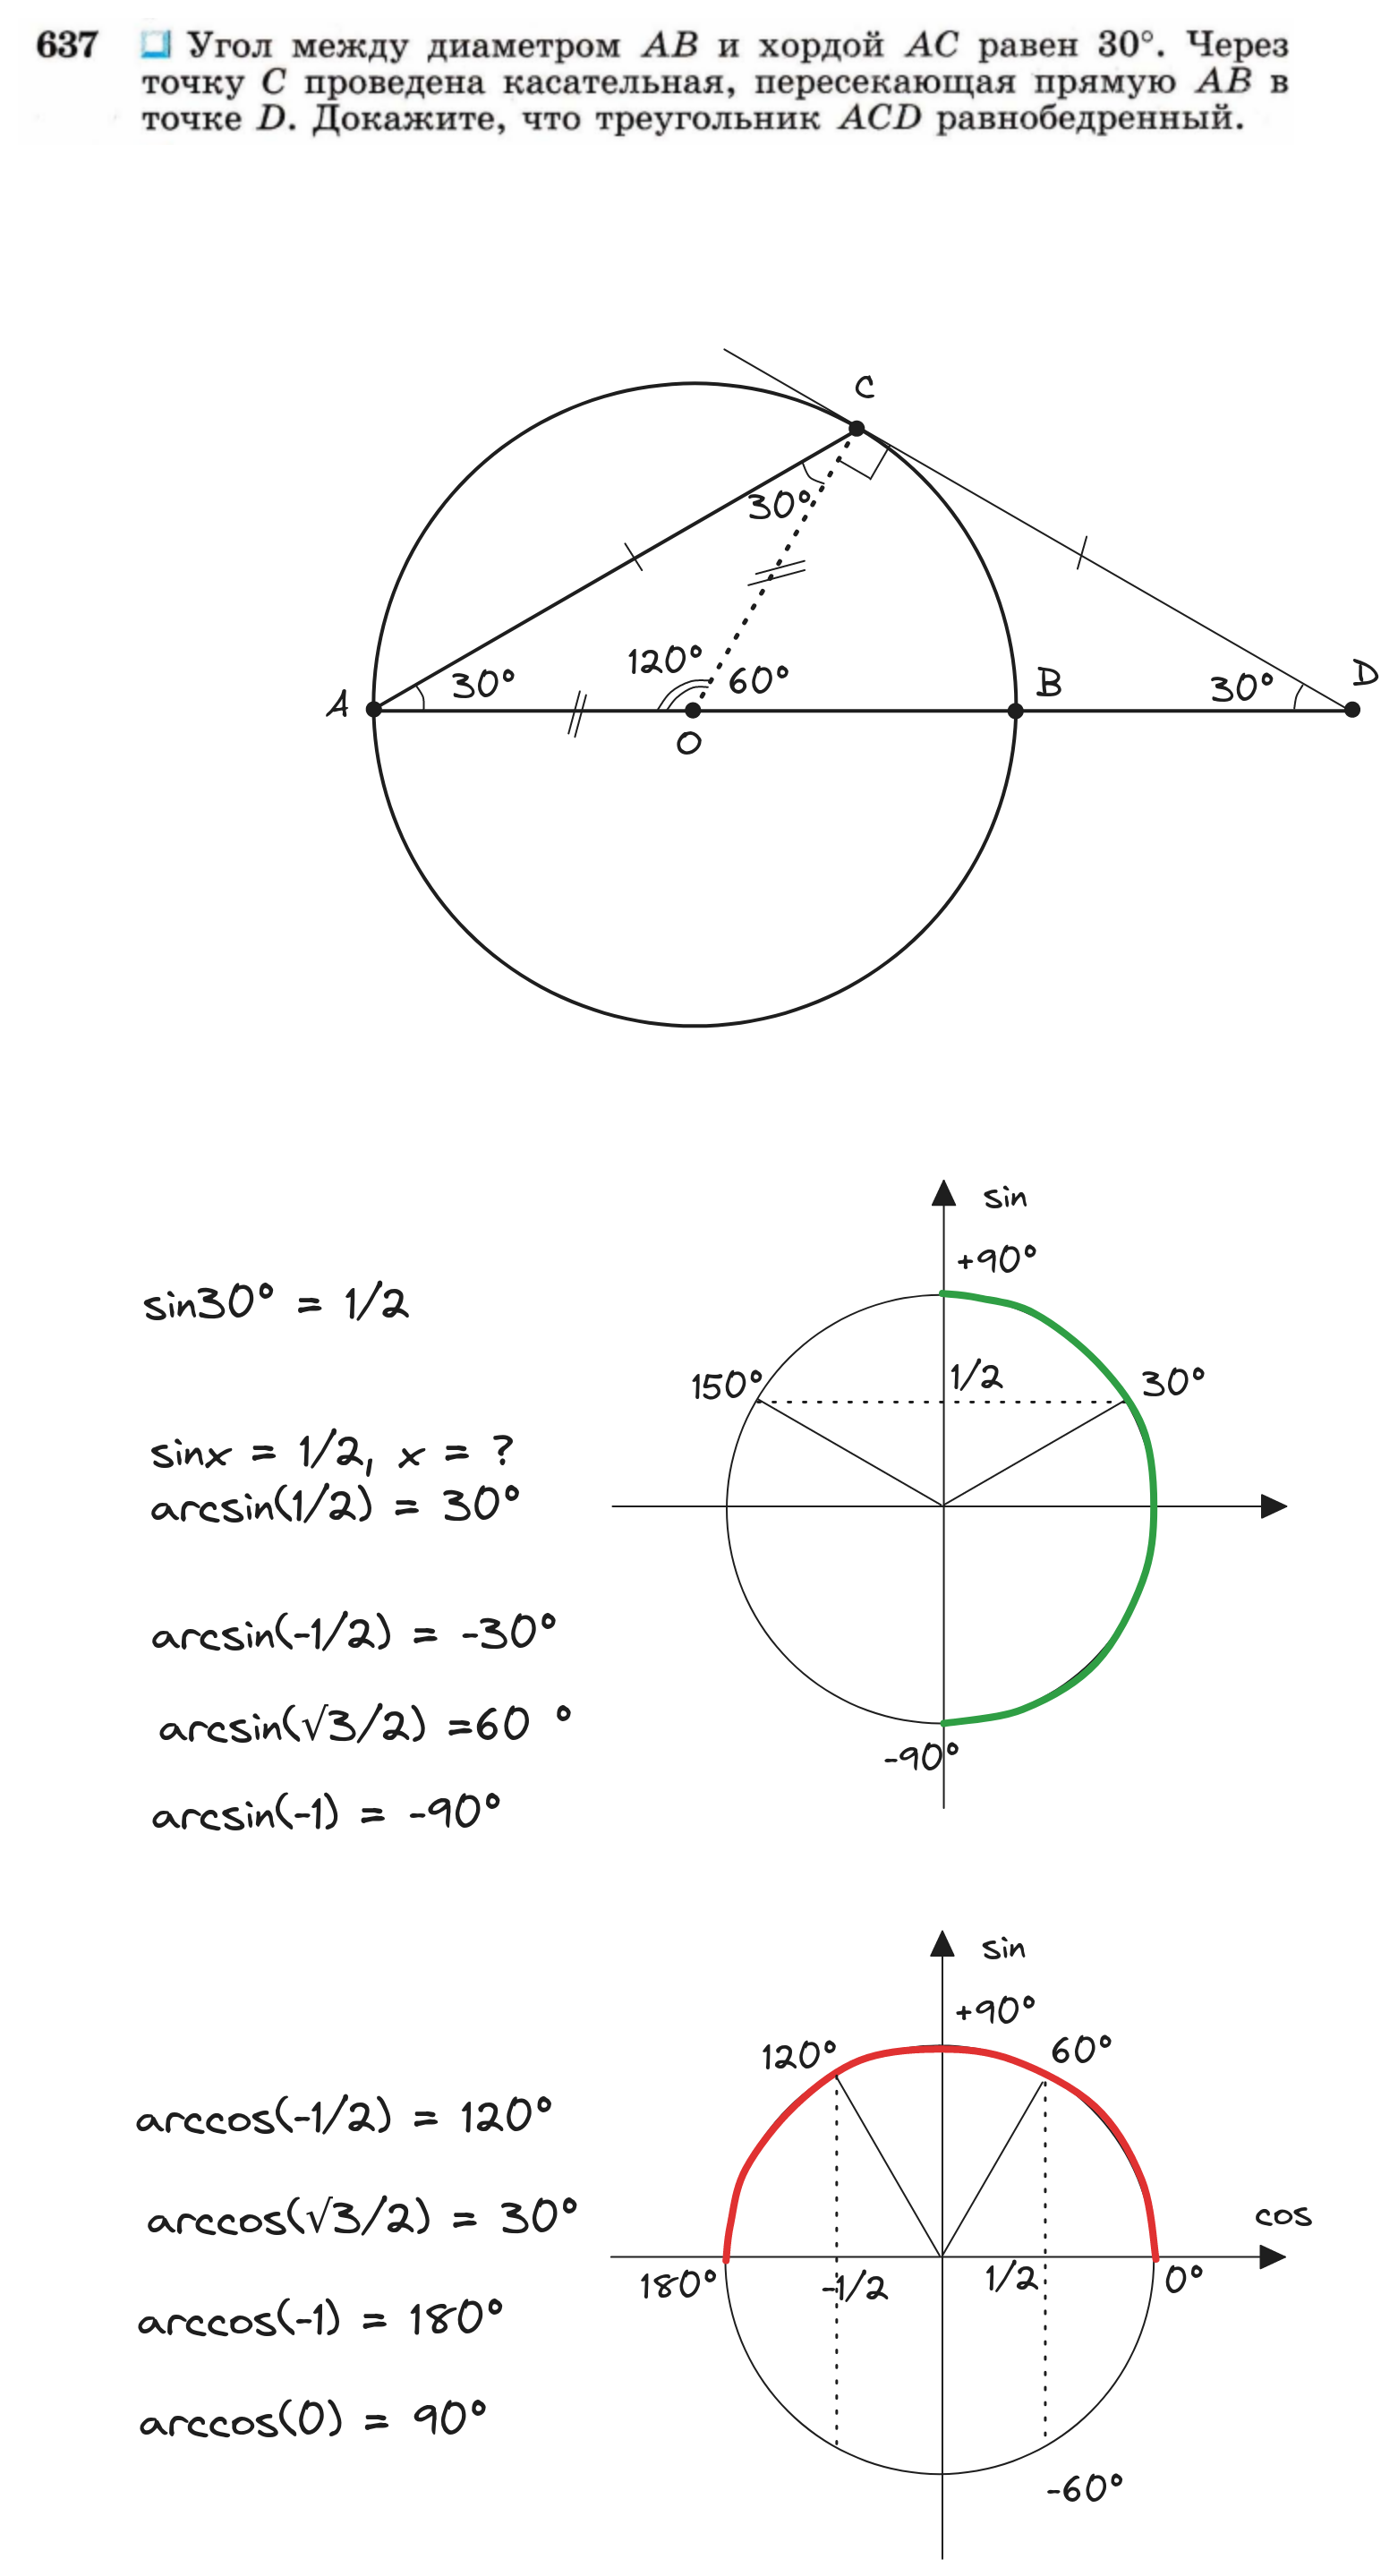 637 Угол между диаметром AB и хордой AC равен 30°. Через
точку C проведена касательная, пересекающая прямую AB в
точке D. Докажите, что треугольник ACD равнобедренный.
C
30°
120°
60°
A
30°
B
30°
D
O
sin
+90°
sin30° = 1/2
150°
1/2
30°
sinx = 1/2, x = ?
arcsin(1/2) = 30°
arcsin(-1/2) = -30°
arcsin(√3/2) =60 °
-90°
arcsin(-1) = -90°
sin
+90°
120°
60°
arccos(-1/2) = 120°
arccos(√3/2) = 30°
cos
180°
-1/2
1/2
0°
arccos(-1) = 180°
arccos(0) = 90°
-60°